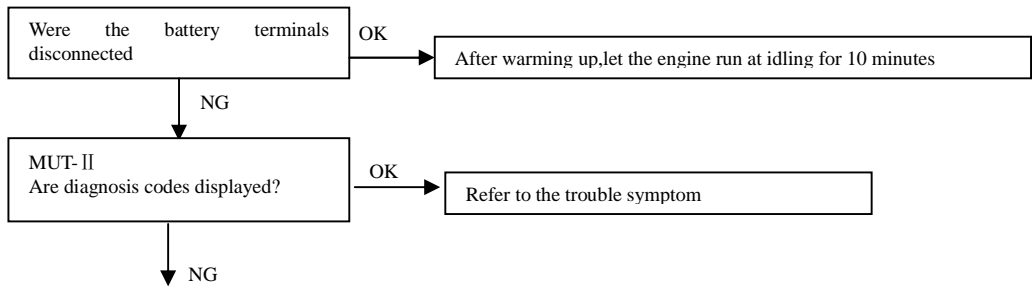 Were the battery terminals
disconnected
OK
After warming up,let the engine run at idling for 10 minutes
NG
MUT-Ⅱ
Are diagnosis codes displayed?
OK
Refer to the trouble symptom
NG